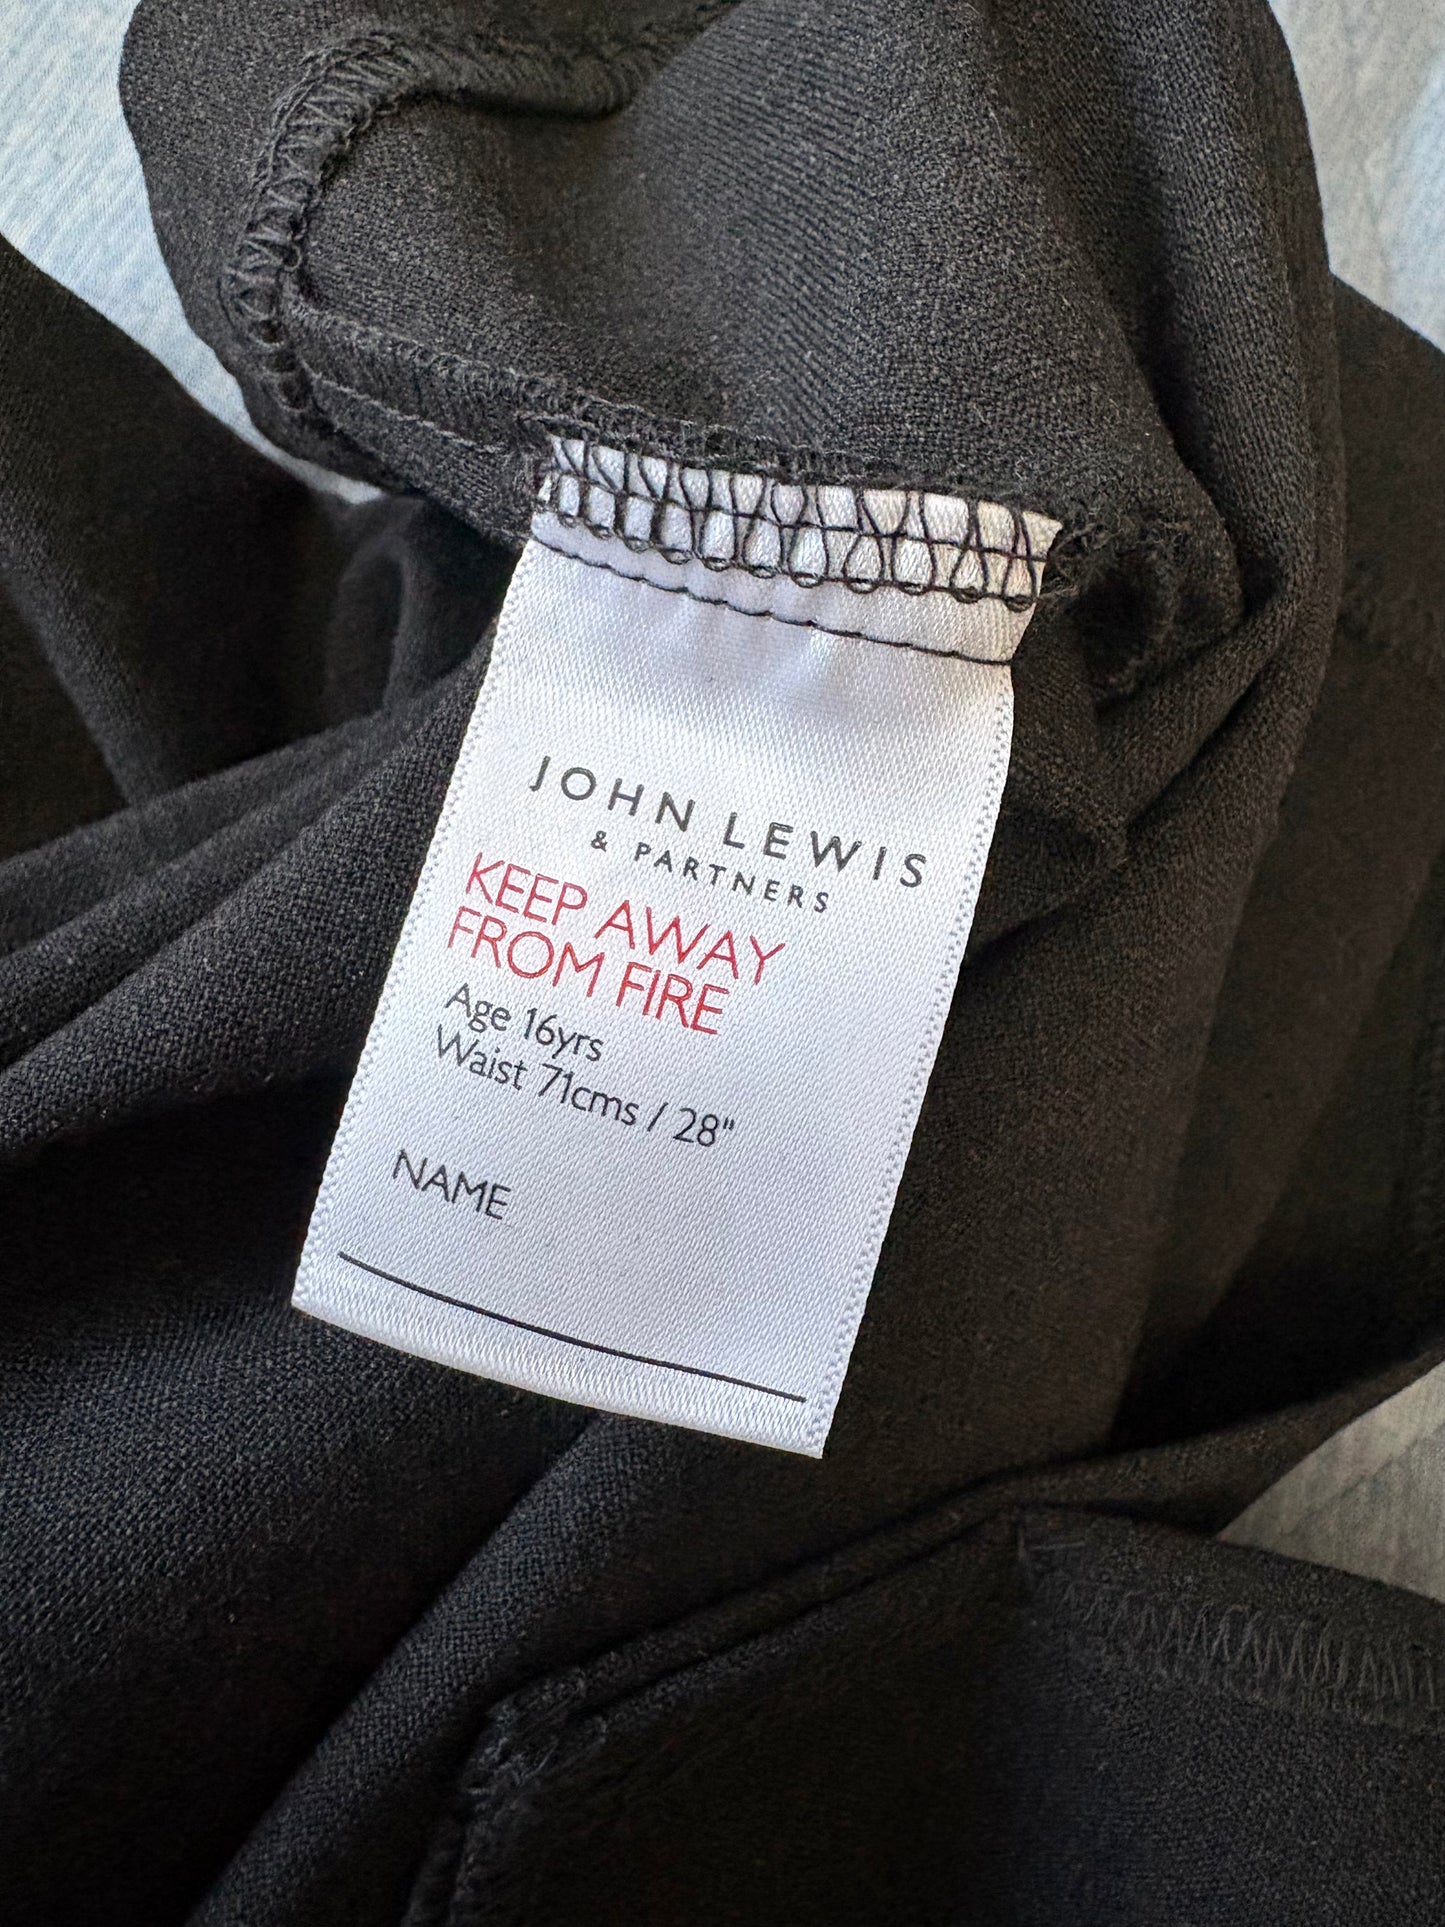 JOHN LEWIS
& PARTNERS
KEEP AWAY
FROM FIRE
Age 16yrs
Waist 71cms / 28"
NAME